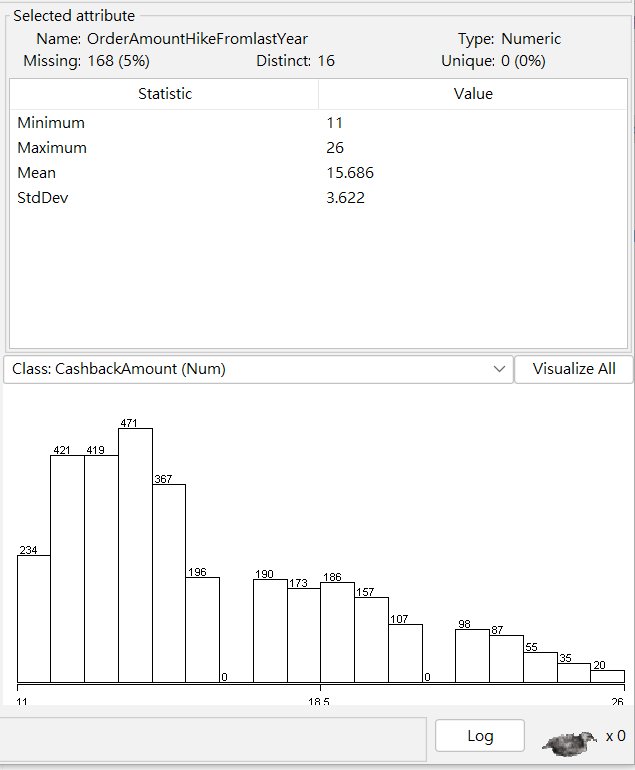 Selected attribute
Name: OrderAmountHikeFromlastYear Type: Numeric
Missing: 168 (5%) Distinct: 16 Unique: 0 (0%)
Statistic Value
Minimum 11
Maximum 26
Mean 15.686
StdDev 3.622
Class: CashbackAmount (Num) Visualize All
234 421 419 471 367 196 0 190 173 186 157 107 0 98 87 55 35 20
11 18.5 26
Log x 0